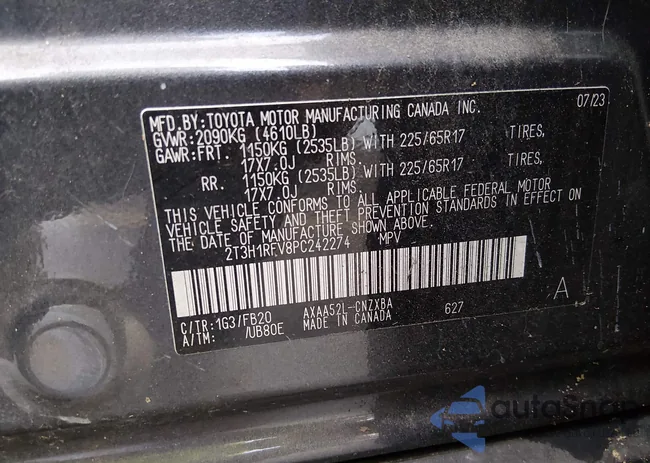 MFD.BY:TOYOTA MOTOR MANUFACTURING CANADA INC. 07/23
GVWR:2090KG (4610LB)
GAWR:FRT. 1150KG (2535LB) WITH 225/65R17 TIRES,
17X7.0J RIMS.
RR. 1150KG (2535LB) WITH 225/65R17 TIRES,
17X7.0J RIMS.
THIS VEHICLE CONFORMS TO ALL APPLICABLE FEDERAL MOTOR
VEHICLE SAFETY AND THEFT PREVENTION STANDARDS IN EFFECT ON
THE DATE OF MANUFACTURE SHOWN ABOVE.
2T3H1RFV8PC242274 MPV
A
C/TR:1G3/FB20 AXAA52L-CNZXBA 627
A/TM: /UB80E MADE IN CANADA
autoSnap